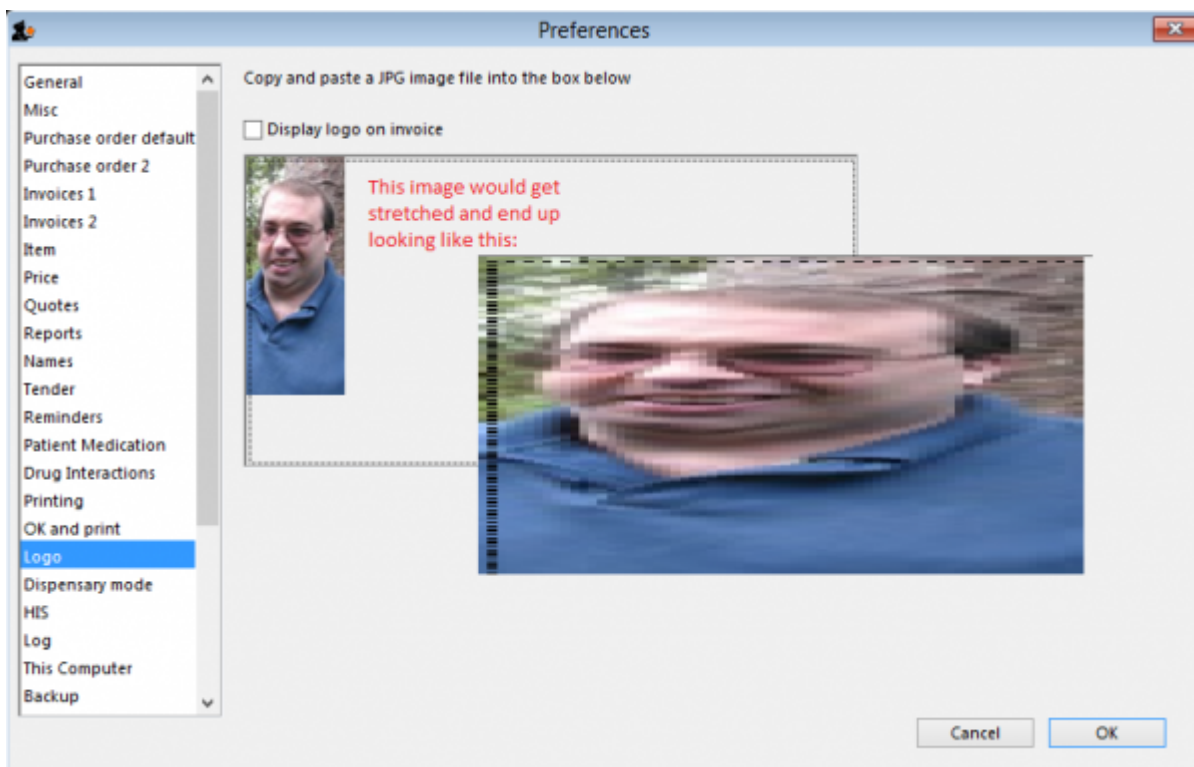 Preferences
General
Misc
Purchase order default
Purchase order 2
Invoices 1
Invoices 2
Item
Price
Quotes
Reports
Names
Tender
Reminders
Patient Medication
Drug Interactions
Printing
OK and print
Logo
Dispensary mode
HIS
Log
This Computer
Backup
Copy and paste a JPG image file into the box below
Display logo on invoice
This image would get
stretched and end up
looking like this:
Cancel
OK